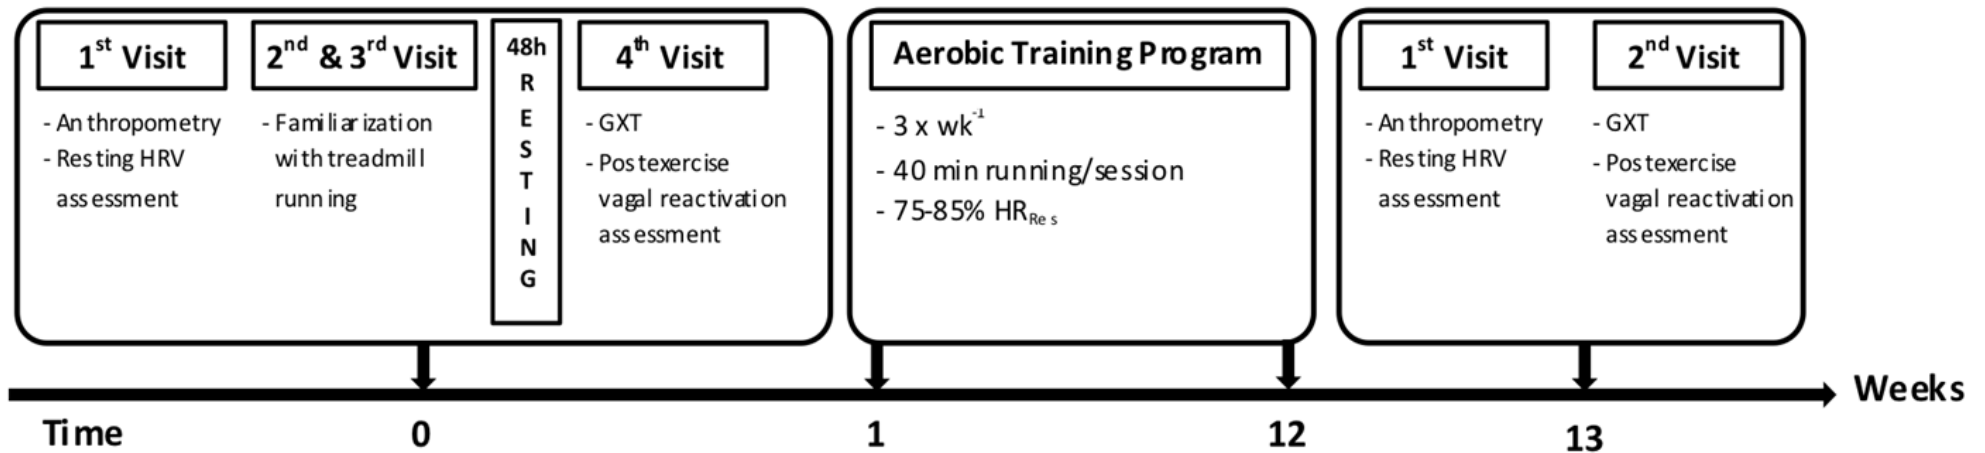 1st Visit
- Anthropometry
- Resting HRV
assessment
2nd & 3rd Visit
- Familiarization
with treadmill
running
48h
R
E
S
T
I
N
G
4th Visit
- GXT
- Postexercise
vagal reactivation
assessment
Aerobic Training Program
- 3 x wk-1
- 40 min running/session
- 75-85% HRRes
1st Visit
- Anthropometry
- Resting HRV
assessment
2nd Visit
- GXT
- Postexercise
vagal reactivation
assessment
Weeks
Time 0 1 12 13